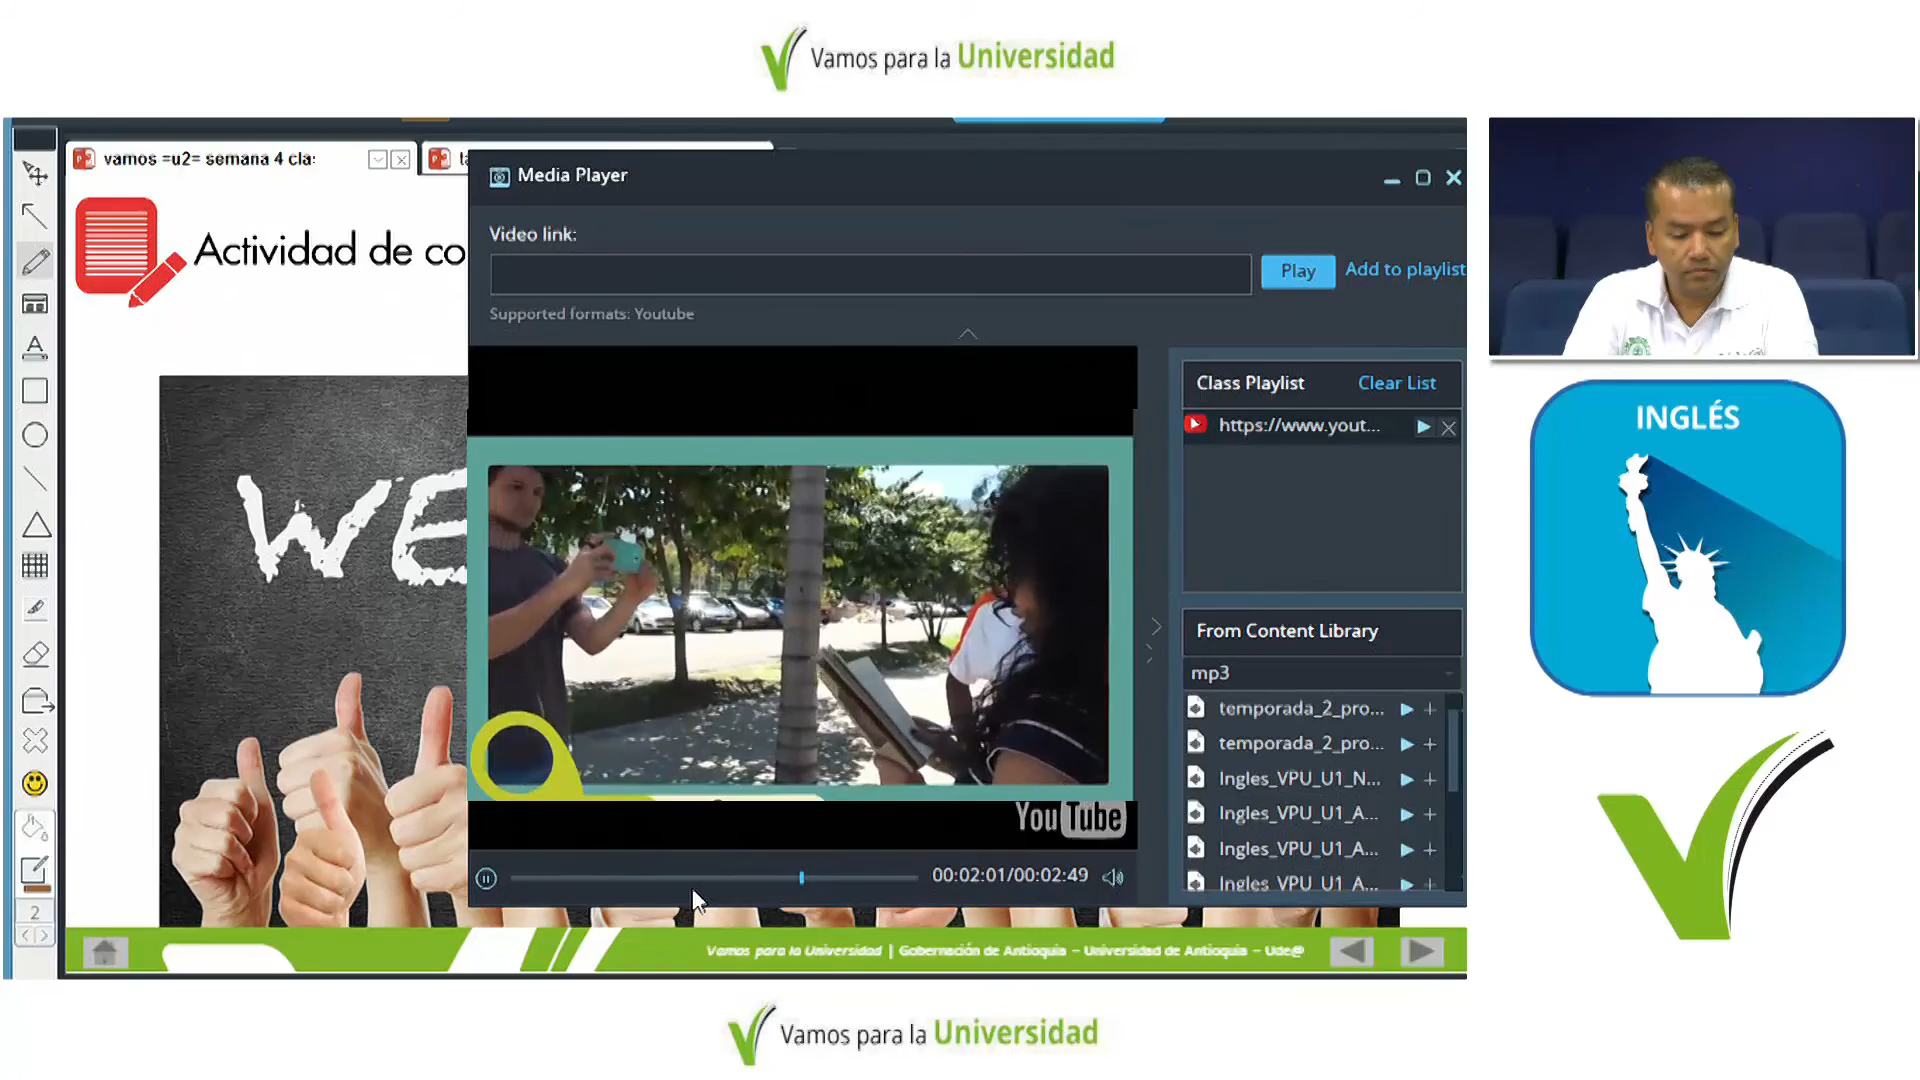 Vamos para la Universidad
vamos =u2= semana 4 cla:
Media Player
Actividad de co
Video link:
Play
Add to playlist
Supported formats: Youtube
Class Playlist
Clear List
https://www.yout...
WE
From Content Library
mp3
temporada_2_pro...
temporada_2_pro...
Ingles_VPU_U1_N...
Ingles_VPU_U1_A...
Ingles_VPU_U1_A...
Ingles_VPU_U1_A...
YouTube
00:02:01/00:02:49
2
Vamos para la Universidad | Gobernación de Antioquia – Universidad de Antioquia – Ude@
INGLÉS
Vamos para la Universidad